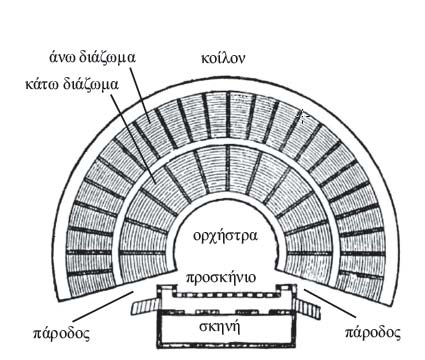 άνω διάζωμα
κοίλον
κάτω διάζωμα
ορχήστρα
προσκήνιο
πάροδος
σκηνή
πάροδος